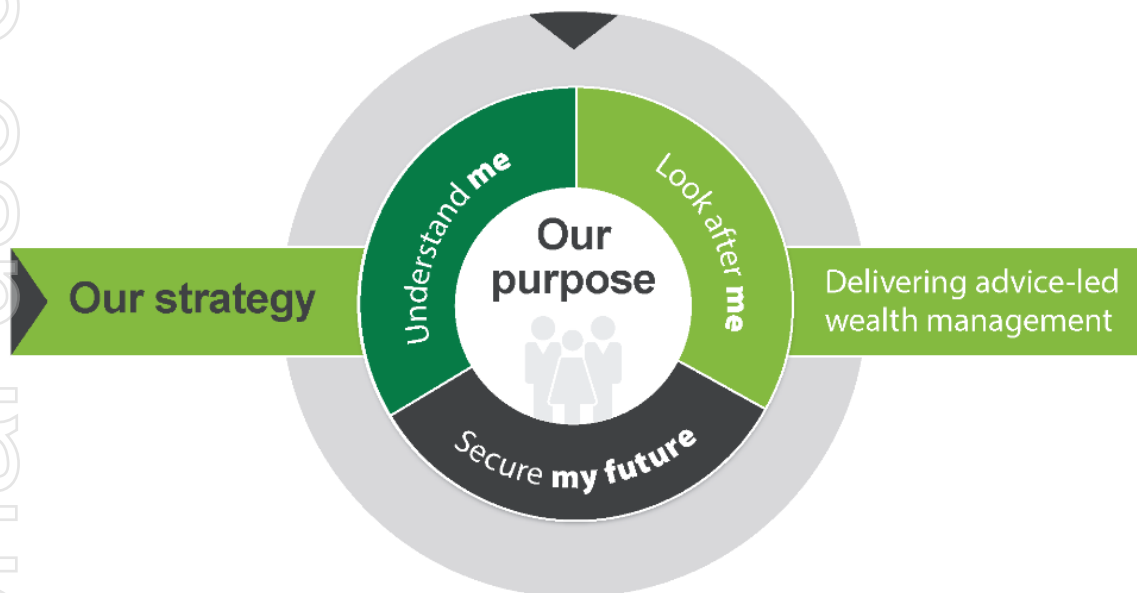 Understand me
Look after me
Our
purpose
Our strategy
Delivering advice-led
wealth management
Secure my future